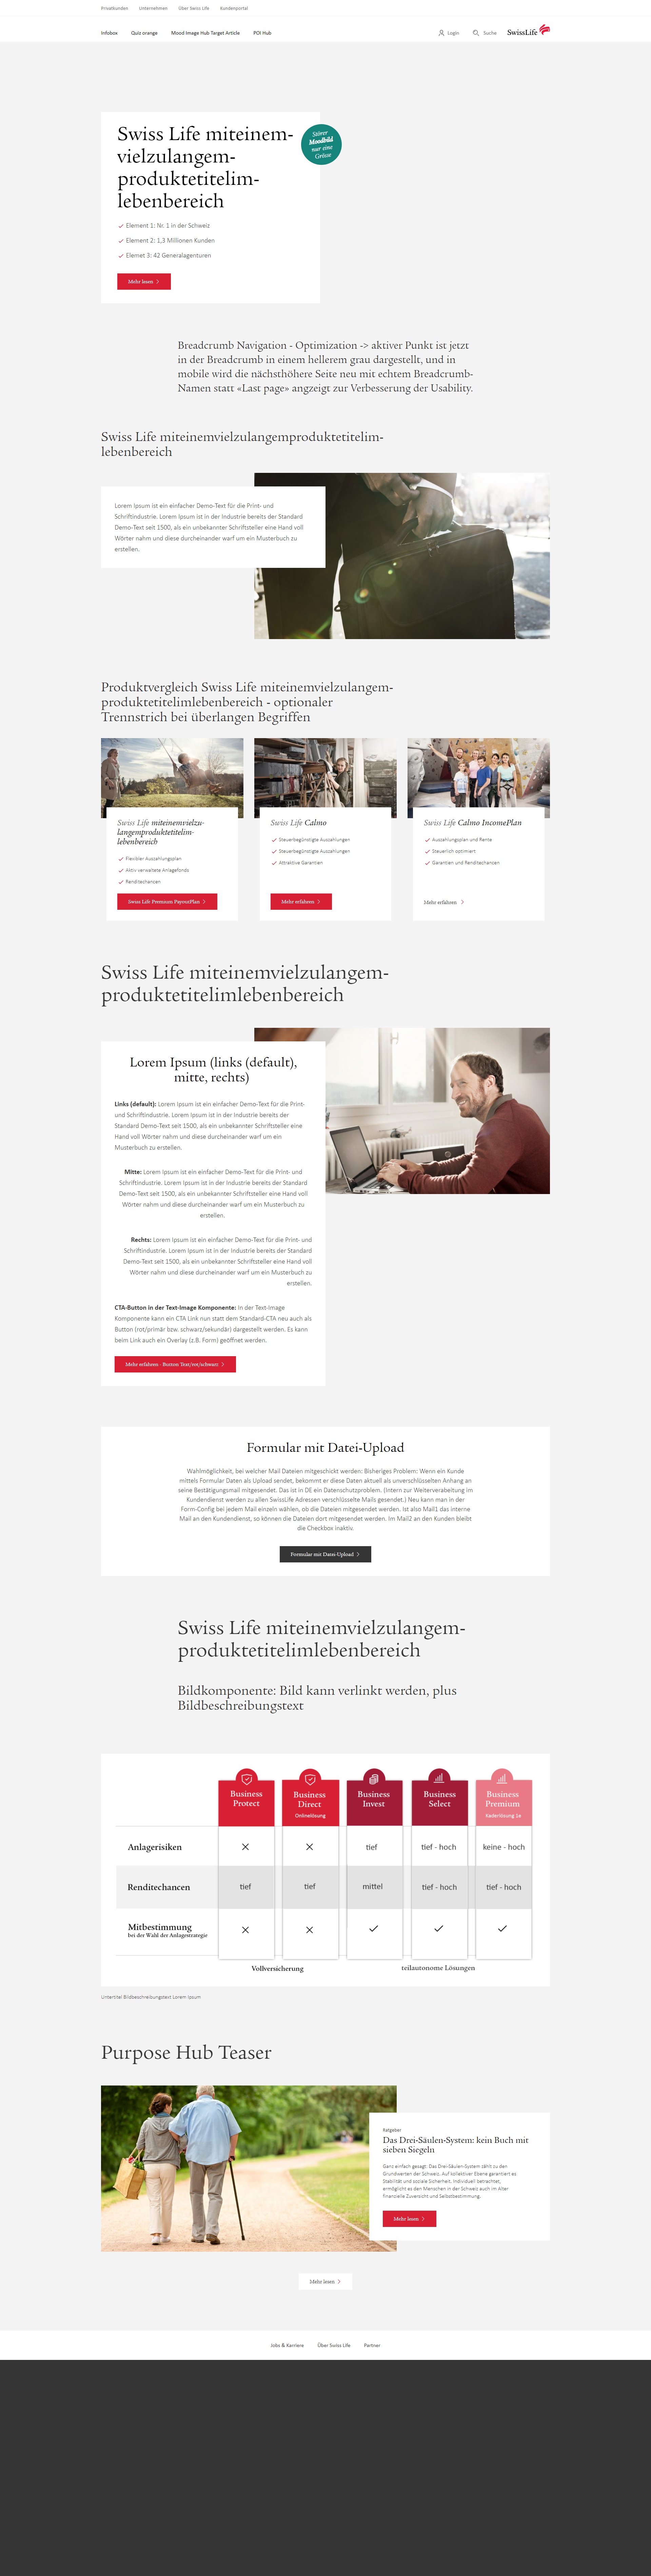 Privatkunden Unternehmen Über Swiss Life Kundenportal
Infobox Quiz orange Mood Image Hub Target Article POI Hub Login Suche SwissLife
Swiss Life miteinem-
vielzulangem-
produktetitelim-
lebenbereich
Störer
Moodbild
nur eine
Grösse
Element 1: Nr. 1 in der Schweiz
Element 2: 1,3 Millionen Kunden
Elemet 3: 42 Generalagenturen
Mehr lesen
Breadcrumb Navigation - Optimization -> aktiver Punkt ist jetzt
in der Breadcrumb in einem hellerem grau dargestellt, und in
mobile wird die nächsthöhere Seite neu mit echtem Breadcrumb-
Namen statt «Last page» angzeigt zur Verbesserung der Usability.
Swiss Life miteinemvielzulangemproduktetitelim-
lebenbereich
Lorem Ipsum ist ein einfacher Demo-Text für die Print- und
Schriftindustrie. Lorem Ipsum ist in der Industrie bereits der Standard
Demo-Text seit 1500, als ein unbekannter Schriftsteller eine Hand voll
Wörter nahm und diese durcheinander warf um ein Musterbuch zu
erstellen.
Produktvergleich Swiss Life miteinemvielzulangem-
produktetitelimlebenbereich - optionaler
Trennstrich bei überlangen Begriffen
Swiss Life miteinemvielzu-
langemproduktetitelim-
lebenbereich
Flexibler Auszahlungsplan
Aktiv verwaltete Anlagefonds
Renditechancen
Swiss Life Premium PayoutPlan
Swiss Life Calmo
Steuerbegünstigte Auszahlungen
Steuerbegünstigte Auszahlungen
Attraktive Garantien
Mehr erfahren
Swiss Life Calmo IncomePlan
Auszahlungsplan und Rente
Steuerlich optimiert
Garantien und Renditechancen
Mehr erfahren
Swiss Life miteinemvielzulangem-
produktetitelimlebenbereich
Lorem Ipsum (links (default),
mitte, rechts)
Links (default): Lorem Ipsum ist ein einfacher Demo-Text für die Print-
und Schriftindustrie. Lorem Ipsum ist in der Industrie bereits der
Standard Demo-Text seit 1500, als ein unbekannter Schriftsteller eine
Hand voll Wörter nahm und diese durcheinander warf um ein
Musterbuch zu erstellen.
Mitte: Lorem Ipsum ist ein einfacher Demo-Text für die Print- und
Schriftindustrie. Lorem Ipsum ist in der Industrie bereits der Standard
Demo-Text seit 1500, als ein unbekannter Schriftsteller eine Hand voll
Wörter nahm und diese durcheinander warf um ein Musterbuch zu
erstellen.
Rechts: Lorem Ipsum ist ein einfacher Demo-Text für die Print- und
Schriftindustrie. Lorem Ipsum ist in der Industrie bereits der Standard
Demo-Text seit 1500, als ein unbekannter Schriftsteller eine Hand voll
Wörter nahm und diese durcheinander warf um ein Musterbuch zu
erstellen.
CTA-Button in der Text-Image Komponente: In der Text-Image
Komponente kann ein CTA Link nun statt dem Standard-CTA neu auch als
Button (rot/primär bzw. schwarz/sekundär) dargestellt werden. Es kann
beim Link auch ein Overlay (z.B. Form) geöffnet werden.
Mehr erfahren - Button Text/rot/schwarz
Formular mit Datei-Upload
Wahlmöglichkeit, bei welcher Mail Dateien mitgeschickt werden: Bisheriges Problem: Wenn ein Kunde
mittels Formular Daten als Upload sendet, bekommt er diese Daten aktuell als unverschlüsselten Anhang an
seine Bestätigungsmail mitgesendet. Das ist in DE ein Datenschutzproblem. (Intern zur Weiterverarbeitung im
Kundendienst werden zu allen SwissLife Adressen verschlüsselte Mails gesendet.) Neu kann man in der
Form-Config bei jedem Mail einzeln wählen, ob die Dateien mitgesendet werden. Ist also Mail1 das interne
Mail an den Kundendienst, so können die Dateien dort mitgesendet werden. Im Mail2 an den Kunden bleibt
die Checkbox inaktiv.
Formular mit Datei-Upload
Swiss Life miteinemvielzulangem-
produktetitelimlebenbereich
Bildkomponente: Bild kann verlinkt werden, plus
Bildbeschreibungstext
Business Protect
Business Direct
Onlinelösung
Business Invest
Business Select
Business Premium
Kaderlösung 1e
Anlagerisiken tief tief - hoch keine - hoch
Renditechancen tief tief mittel tief - hoch tief - hoch
Mitbestimmung
bei der Wahl der Anlagestrategie
Vollversicherung teilautonome Lösungen
Untertitel Bildbeschreibungstext Lorem Ipsum
Purpose Hub Teaser
Ratgeber
Das Drei-Säulen-System: kein Buch mit
sieben Siegeln
Ganz einfach gesagt: Das Drei-Säulen-System zählt zu den
Grundwerten der Schweiz. Auf kollektiver Ebene garantiert es
Stabilität und soziale Sicherheit. Individuell betrachtet,
ermöglicht es den Menschen in der Schweiz auch im Alter
finanzielle Zuversicht und Selbstbestimmung.
Mehr lesen
Mehr lesen
Jobs & Karriere Über Swiss Life Partner